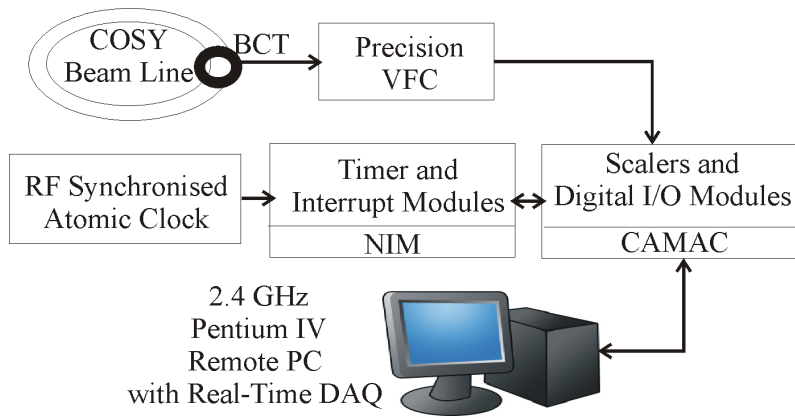 COSY
Beam Line
BCT
Precision
VFC
RF Synchronised
Atomic Clock
Timer and
Interrupt Modules
NIM
Scalers and
Digital I/O Modules
CAMAC
2.4 GHz
Pentium IV
Remote PC
with Real-Time DAQ